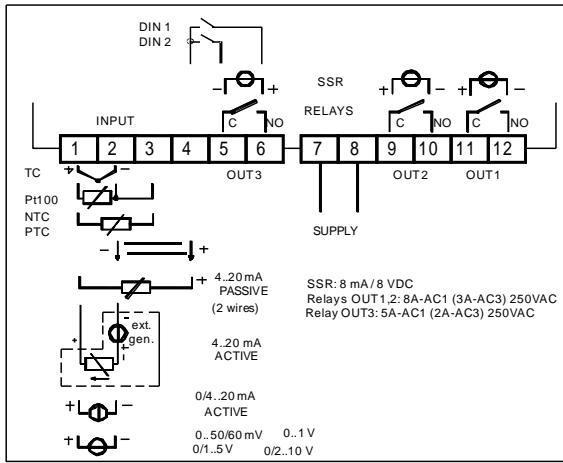 DIN 1
DIN 2
− + SSR + − + −
INPUT RELAYS
C NO C NO C NO
1 2 3 4 5 6 7 8 9 10 11 12
TC + − OUT3 OUT2 OUT1
Pt100
NTC
PTC
SUPPLY
− +
+ 4..20 mA
PASSIVE
(2 wires)
SSR: 8 mA / 8 VDC
Relays OUT1,2: 8A-AC1 (3A-AC3) 250VAC
Relay OUT3: 5A-AC1 (2A-AC3) 250VAC
ext.
gen.
+ −
4..20 mA
ACTIVE
0/4..20 mA
+ − ACTIVE
+ − 0..50/60 mV 0..1 V
0/1..5 V 0/2..10 V